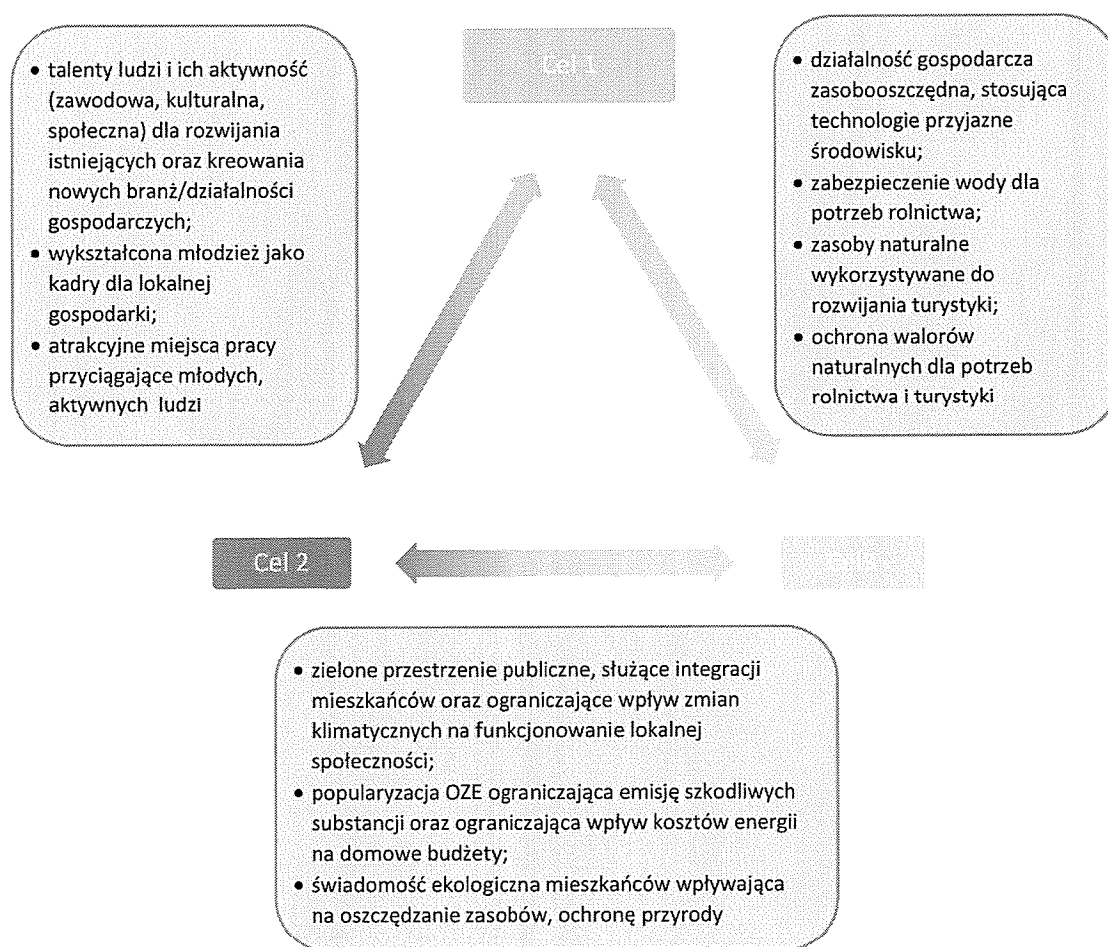 • talenty ludzi i ich aktywność
(zawodowa, kulturalna,
społeczna) dla rozwijania
istniejących oraz kreowania
nowych branż/działalności
gospodarczych;
• wykształcona młodzież jako
kadry dla lokalnej
gospodarki;
• atrakcyjne miejsca pracy
przyciągające młodych,
aktywnych ludzi
Cel 1
• działalność gospodarcza
zasobooszczędna, stosująca
technologie przyjazne
środowisku;
• zabezpieczenie wody dla
potrzeb rolnictwa;
• zasoby naturalne
wykorzystywane do
rozwijania turystyki;
• ochrona walorów
naturalnych dla potrzeb
rolnictwa i turystyki
Cel 2
• zielone przestrzenie publiczne, służące integracji
mieszkańców oraz ograniczające wpływ zmian
klimatycznych na funkcjonowanie lokalnej
społeczności;
• popularyzacja OZE ograniczająca emisję szkodliwych
substancji oraz ograniczająca wpływ kosztów energii
na domowe budżety;
• świadomość ekologiczna mieszkańców wpływająca
na oszczędzanie zasobów, ochronę przyrody